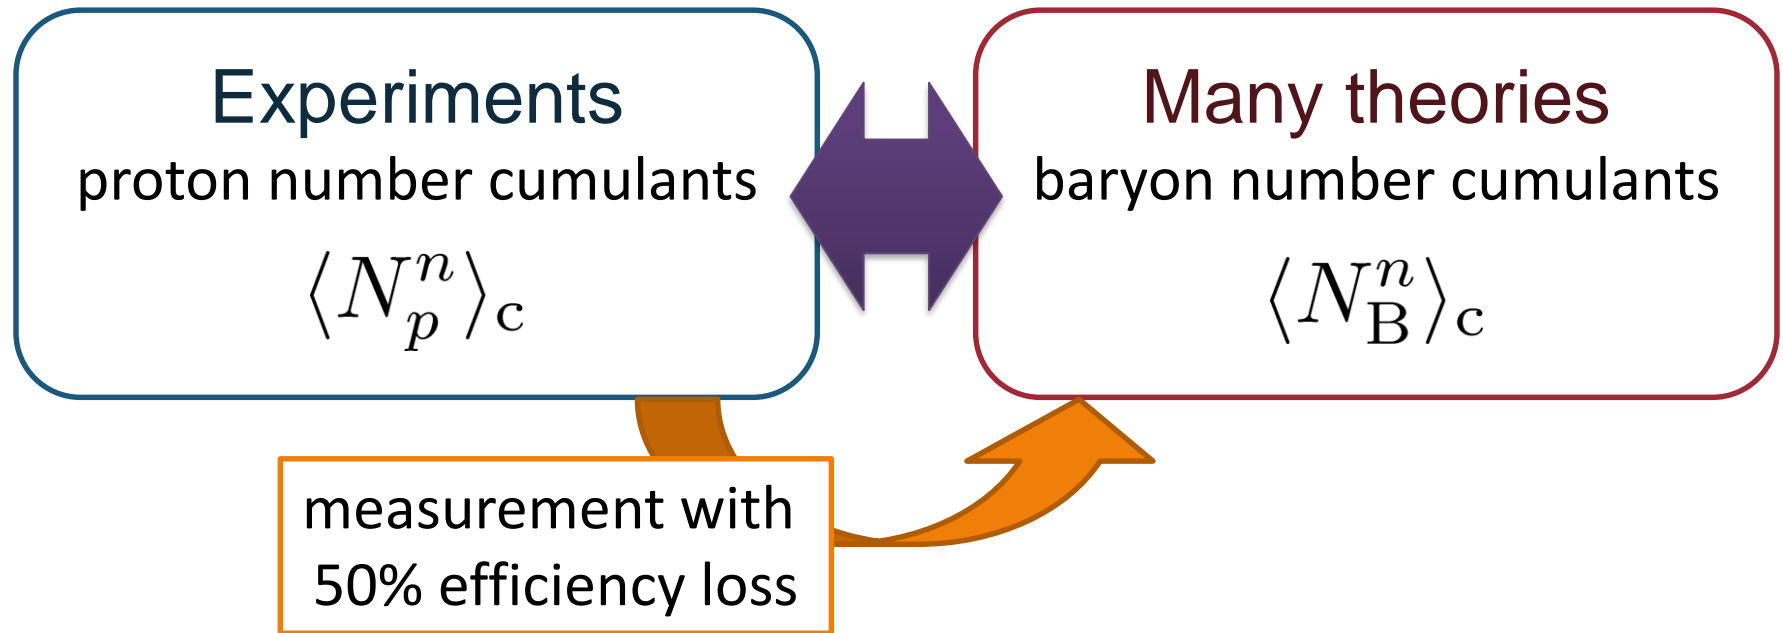 Experiments
proton number cumulants
⟨N_p^n⟩_c
Many theories
baryon number cumulants
⟨N_B^n⟩_c
measurement with
50% efficiency loss